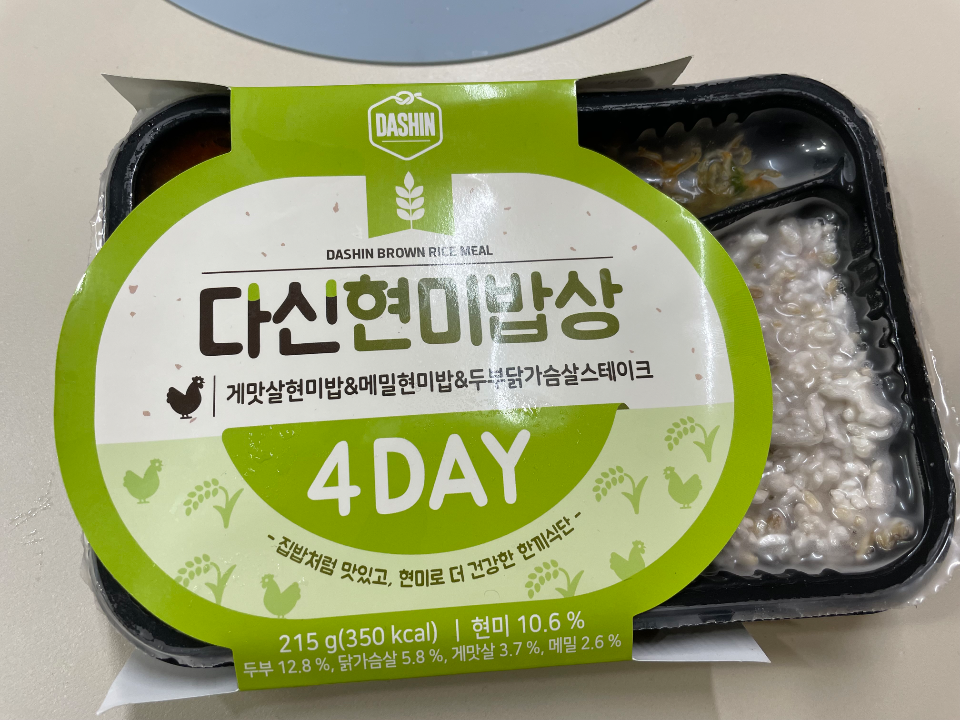 DASHIN
DASHIN BROWN RICE MEAL
다신현미밥상
게맛살현미밥&메밀현미밥&두부닭가슴살스테이크
4 DAY
- 집밥처럼 맛있고, 현미로 더 건강한 한끼식단 -
215 g(350 kcal) | 현미 10.6 %
두부 12.8 %, 닭가슴살 5.8 %, 게맛살 3.7 %, 메밀 2.6 %